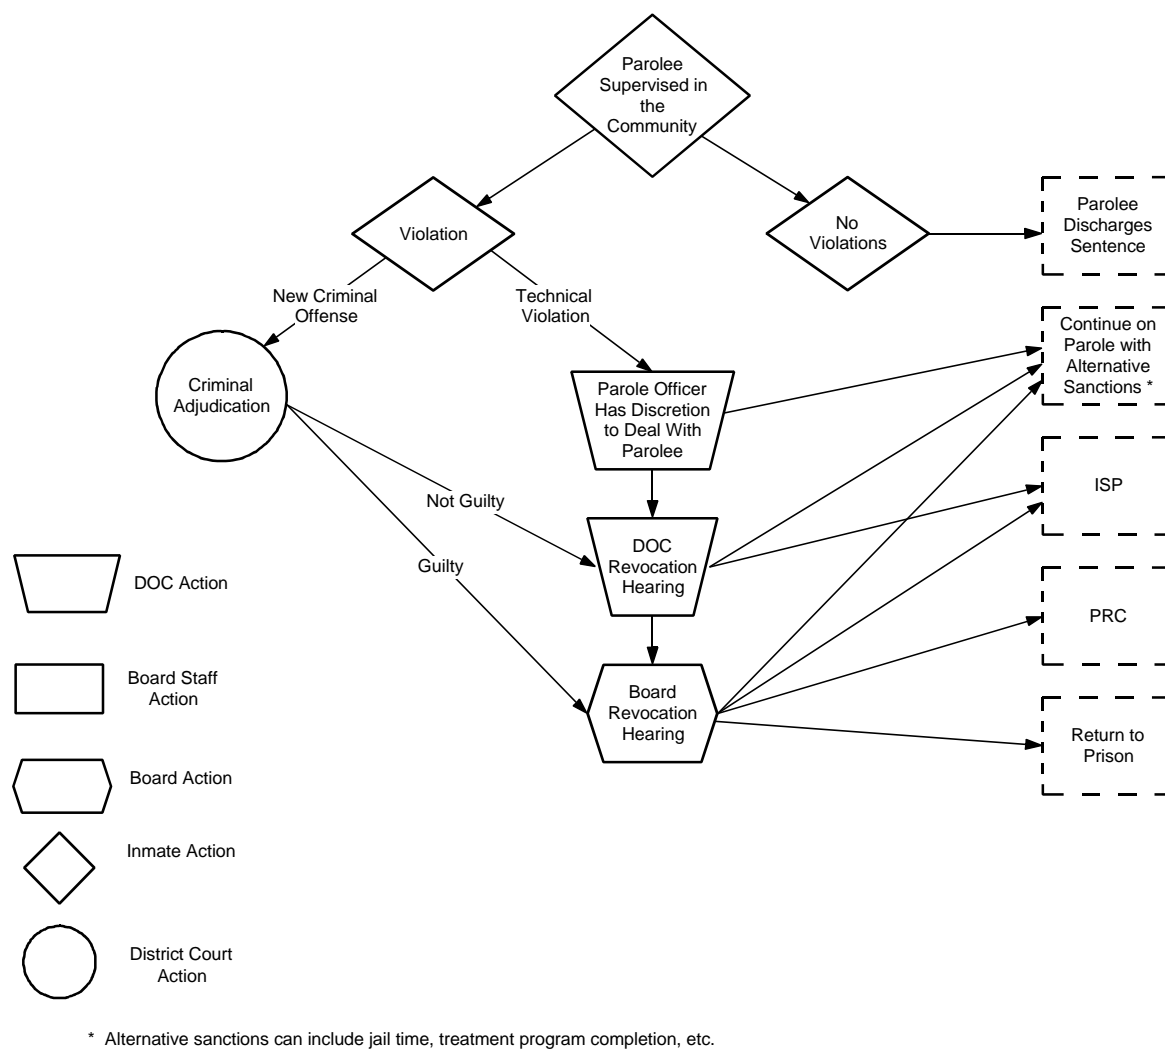 Parolee
Supervised in
the
Community
Violation
No
Violations
Parolee
Discharges
Sentence
New Criminal
Offense
Technical
Violation
Continue on
Parole with
Alternative
Sanctions *
Criminal
Adjudication
Parole Officer
Has Discretion
to Deal With
Parolee
Not Guilty
Guilty
ISP
DOC
Revocation
Hearing
PRC
Board
Revocation
Hearing
Return to
Prison
DOC Action
Board Staff
Action
Board Action
Inmate Action
District Court
Action
* Alternative sanctions can include jail time, treatment program completion, etc.